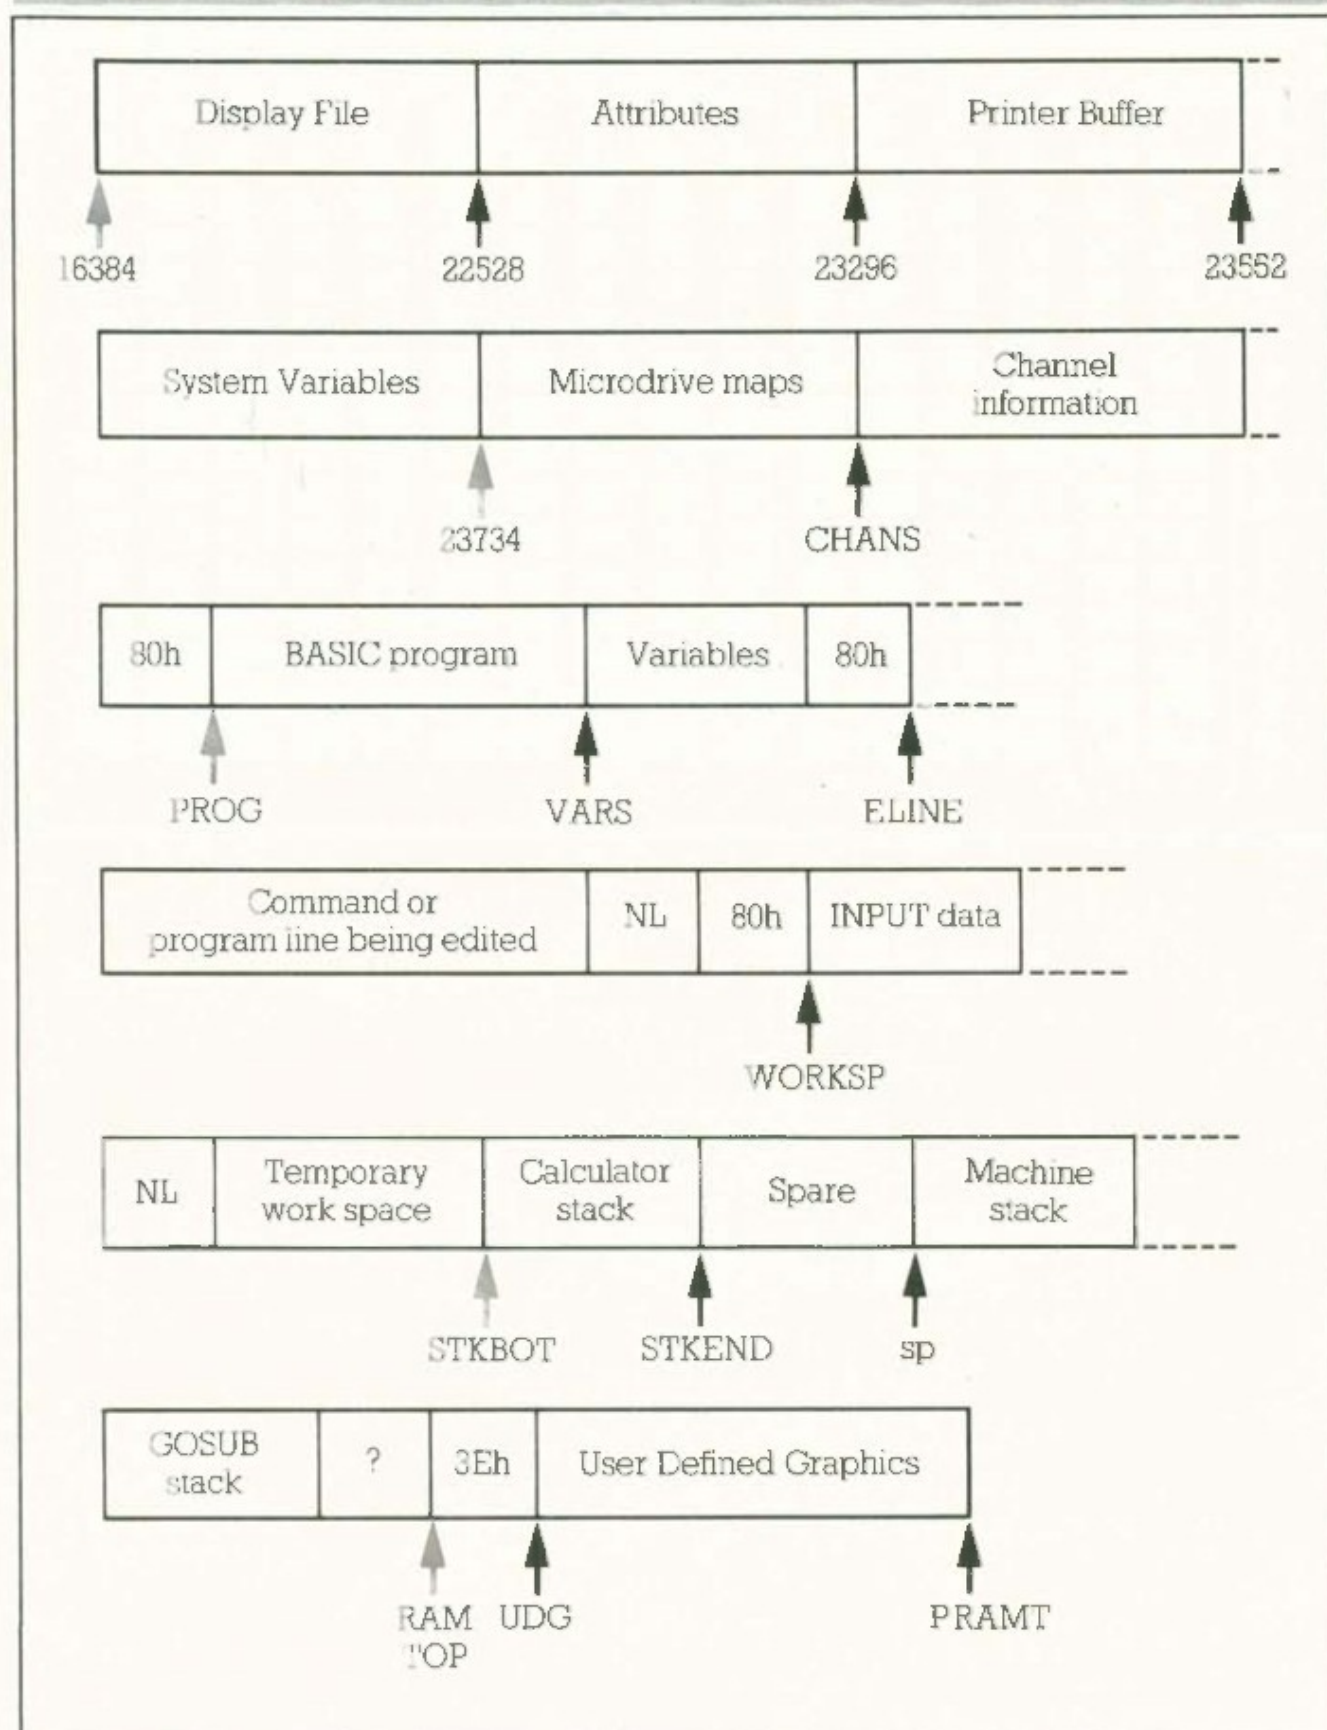 Display File Attributes Printer Buffer
16384 22528 23296 23552
System Variables Microdrive maps Channel
information
23734 CHANS
80h BASIC program Variables 80h
PROG VARS ELINE
Command or
program line being edited NL 80h INPUT data
WORKSP
NL Temporary
work space Calculator
stack Spare Machine
stack
STKBOT STKEND sp
GOSUB
stack ? 3Eh User Defined Graphics
RAM
TOP UDG PRAMT